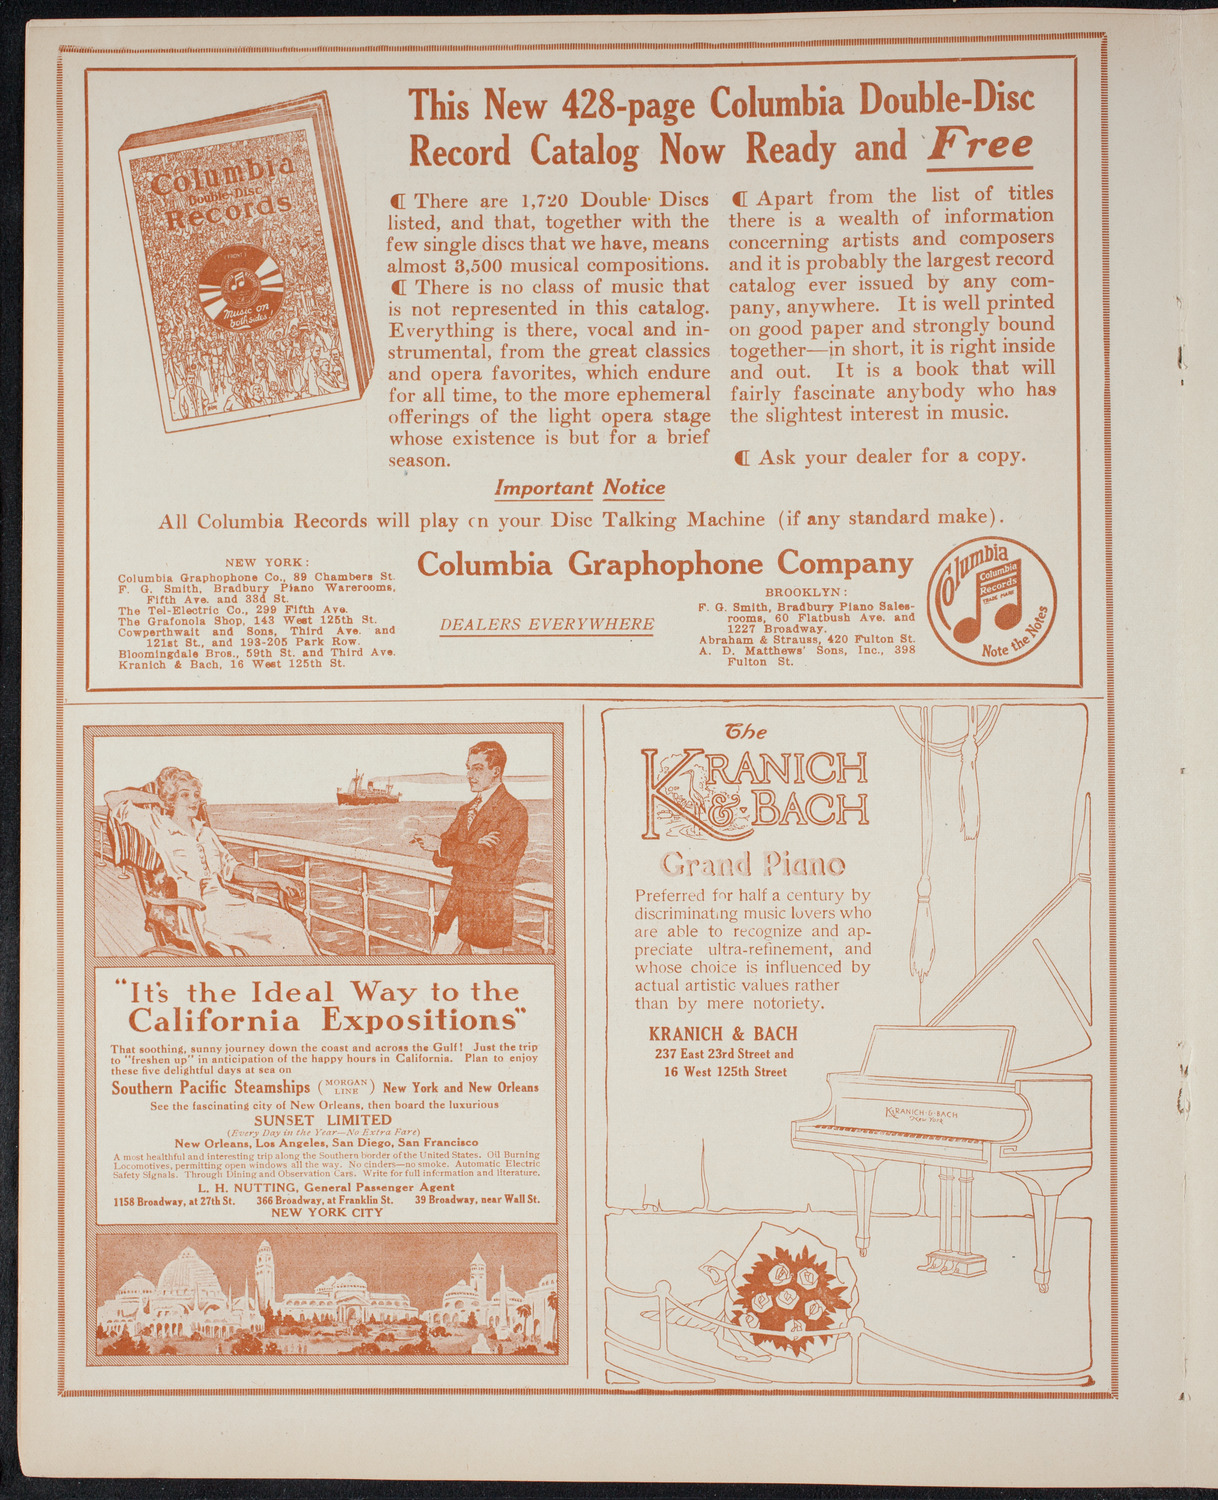 This New 428-page Columbia Double-Disc
Record Catalog Now Ready and Free
Columbia
Double-Disc
Records
(FRONT)
Music on
both sides
¶ There are 1,720 Double Discs
listed, and that, together with the
few single discs that we have, means
almost 3,500 musical compositions.
¶ There is no class of music that
is not represented in this catalog.
Everything is there, vocal and in-
strumental, from the great classics
and opera favorites, which endure
for all time, to the more ephemeral
offerings of the light opera stage
whose existence is but for a brief
season.
¶ Apart from the list of titles
there is a wealth of information
concerning artists and composers
and it is probably the largest record
catalog ever issued by any com-
pany, anywhere. It is well printed
on good paper and strongly bound
together—in short, it is right inside
and out. It is a book that will
fairly fascinate anybody who has
the slightest interest in music.
¶ Ask your dealer for a copy.
Important Notice
All Columbia Records will play on your Disc Talking Machine (if any standard make).
NEW YORK:
Columbia Graphophone Co., 89 Chambers St.
F. G. Smith, Bradbury Piano Warerooms,
Fifth Ave. and 33d St.
The Tel-Electric Co., 299 Fifth Ave.
The Grafonola Shop, 143 West 125th St.
Cowperthwait and Sons, Third Ave. and
121st St., and 193-205 Park Row.
Bloomingdale Bros., 59th St. and Third Ave.
Kranich & Bach, 16 West 125th St.
Columbia Graphophone Company
DEALERS EVERYWHERE
BROOKLYN:
F. G. Smith, Bradbury Piano Sales-
rooms, 60 Flatbush Ave. and
1227 Broadway.
Abraham & Strauss, 420 Fulton St.
A. D. Matthews' Sons, Inc., 398
Fulton St.
Columbia
Columbia
Records
TRADE MARK
Note the Notes
"It's the Ideal Way to the
California Expositions"
That soothing, sunny journey down the coast and across the Gulf! Just the trip
to "freshen up" in anticipation of the happy hours in California. Plan to enjoy
these five delightful days at sea on
Southern Pacific Steamships (MORGAN LINE) New York and New Orleans
See the fascinating city of New Orleans, then board the luxurious
SUNSET LIMITED
(Every Day in the Year—No Extra Fare)
New Orleans, Los Angeles, San Diego, San Francisco
A most healthful and interesting trip along the Southern border of the United States. Oil Burning
Locomotives, permitting open windows all the way. No cinders—no smoke. Automatic Electric
Safety Signals. Through Dining and Observation Cars. Write for full information and literature.
L. H. NUTTING, General Passenger Agent
1158 Broadway, at 27th St. 366 Broadway, at Franklin St. 39 Broadway, near Wall St.
NEW YORK CITY
The
KRANICH
& BACH
Grand Piano
Preferred for half a century by
discriminating music lovers who
are able to recognize and ap-
preciate ultra-refinement, and
whose choice is influenced by
actual artistic values rather
than by mere notoriety.
KRANICH & BACH
237 East 23rd Street and
16 West 125th Street
KRANICH & BACH
New York